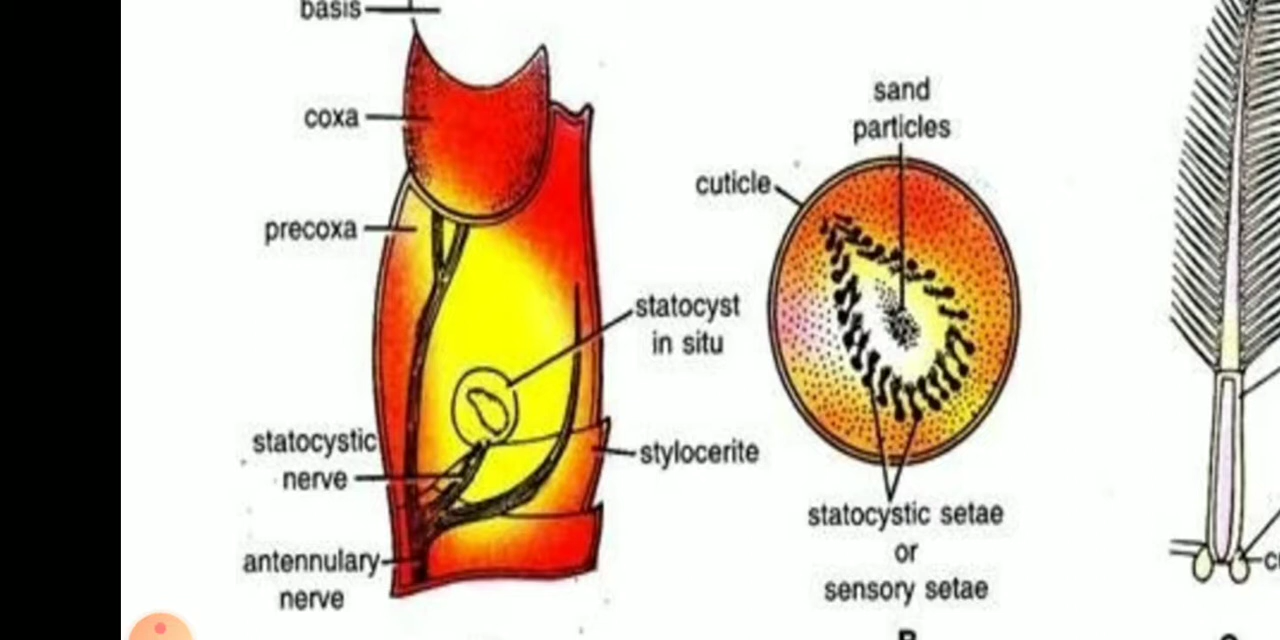 basis
coxa
precoxa
statocyst
in situ
statocystic
nerve
stylocerite
antennulary
nerve
sand
particles
cuticle
statocystic setae
or
sensory setae